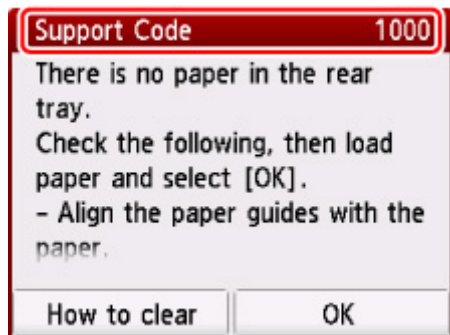 Support Code 1000
There is no paper in the rear
tray.
Check the following, then load
paper and select [OK].
- Align the paper guides with the
paper.
How to clear OK